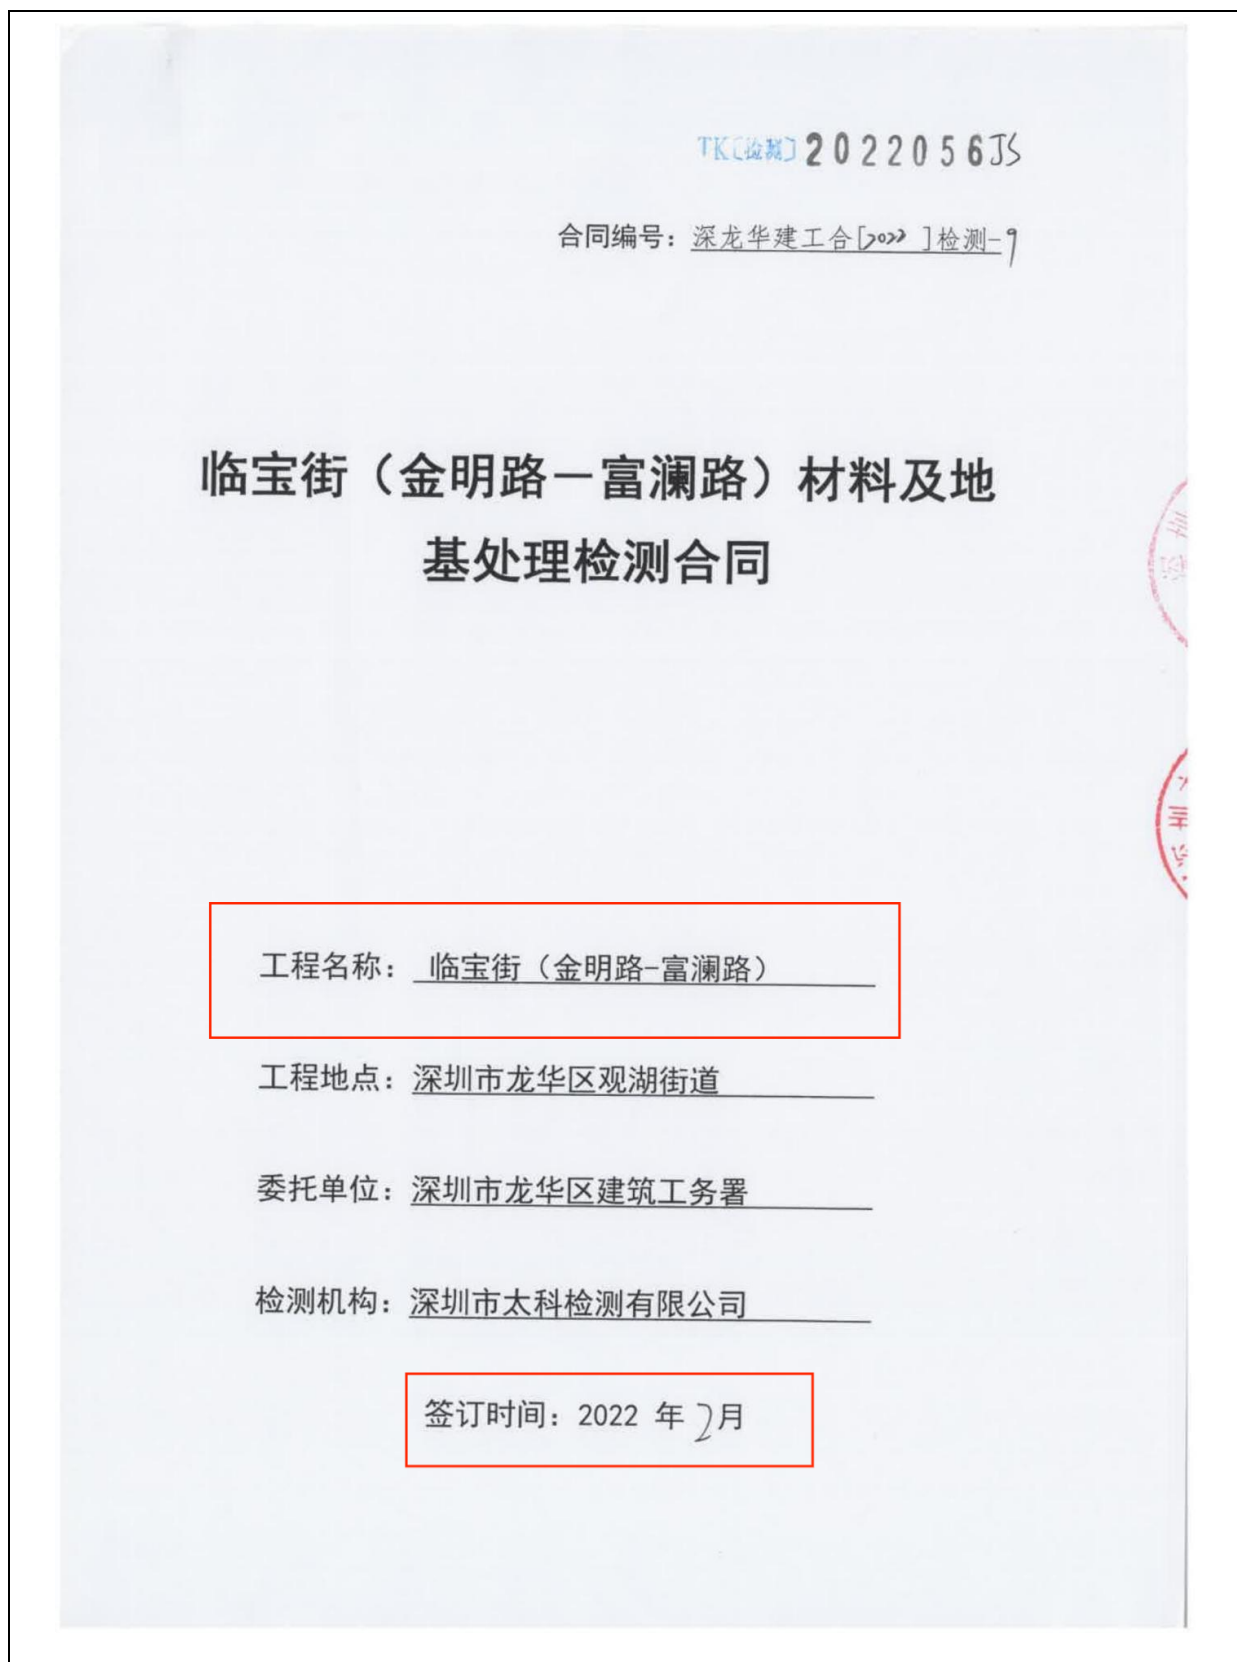 TK〔检测〕2022056JS
合同编号：深龙华建工合[2022 ]检测-9
临宝街（金明路－富澜路）材料及地
基处理检测合同
工程名称： 临宝街（金明路-富澜路）
工程地点：深圳市龙华区观湖街道
委托单位：深圳市龙华区建筑工务署
检测机构：深圳市太科检测有限公司
签订时间：2022 年 2月